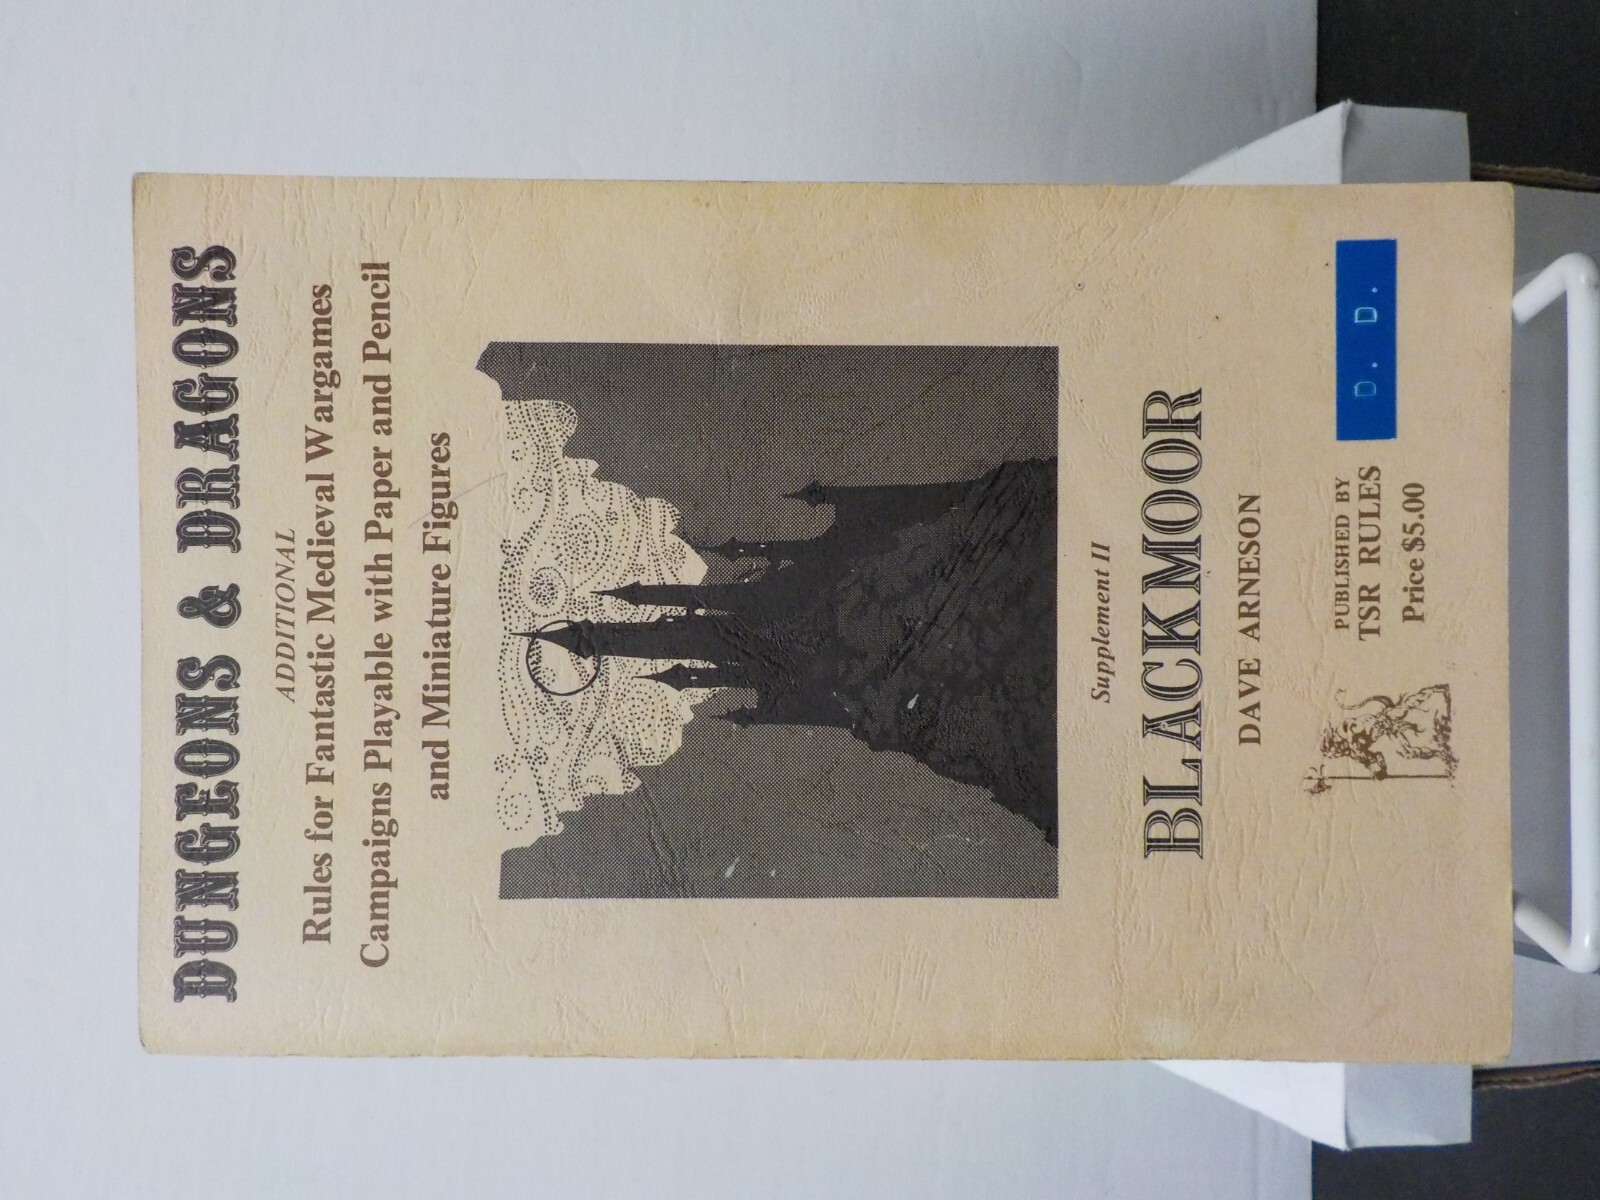 DUNGEONS & DRAGONS
ADDITIONAL
Rules for Fantastic Medieval Wargames
Campaigns Playable with Paper and Pencil
and Miniature Figures
Supplement II
BLACKMOOR
DAVE ARNESON
PUBLISHED BY
TSR RULES
Price $5.00
D. D.